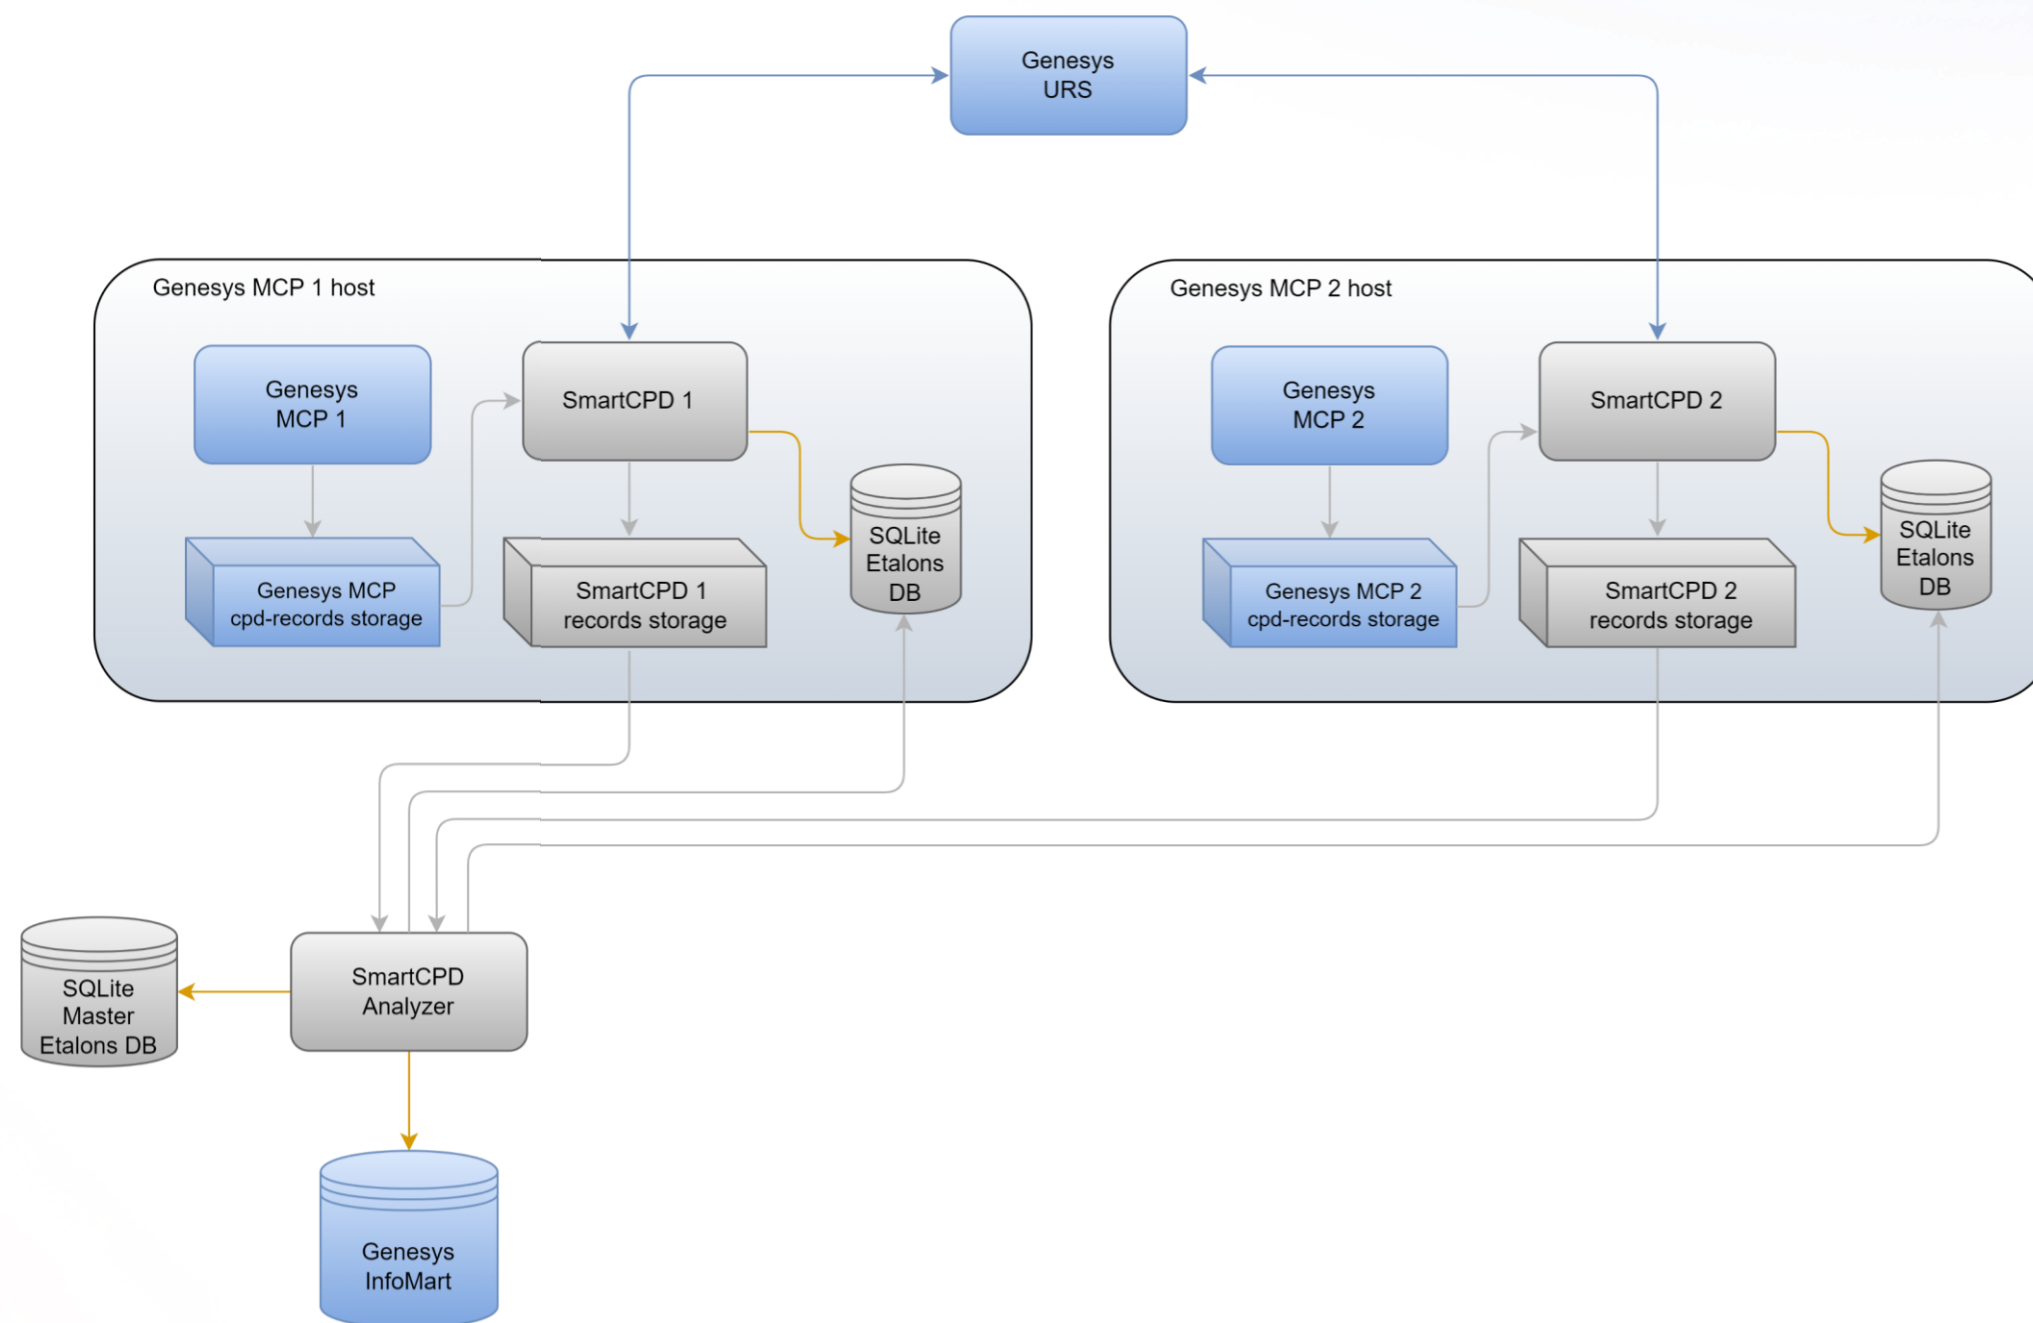 Genesys
URS
Genesys MCP 1 host
Genesys
MCP 1
SmartCPD 1
SQLite
Etalons
DB
Genesys MCP
cpd-records storage
SmartCPD 1
records storage
Genesys MCP 2 host
Genesys
MCP 2
SmartCPD 2
SQLite
Etalons
DB
Genesys MCP 2
cpd-records storage
SmartCPD 2
records storage
SQLite
Master
Etalons DB
SmartCPD
Analyzer
Genesys
InfoMart